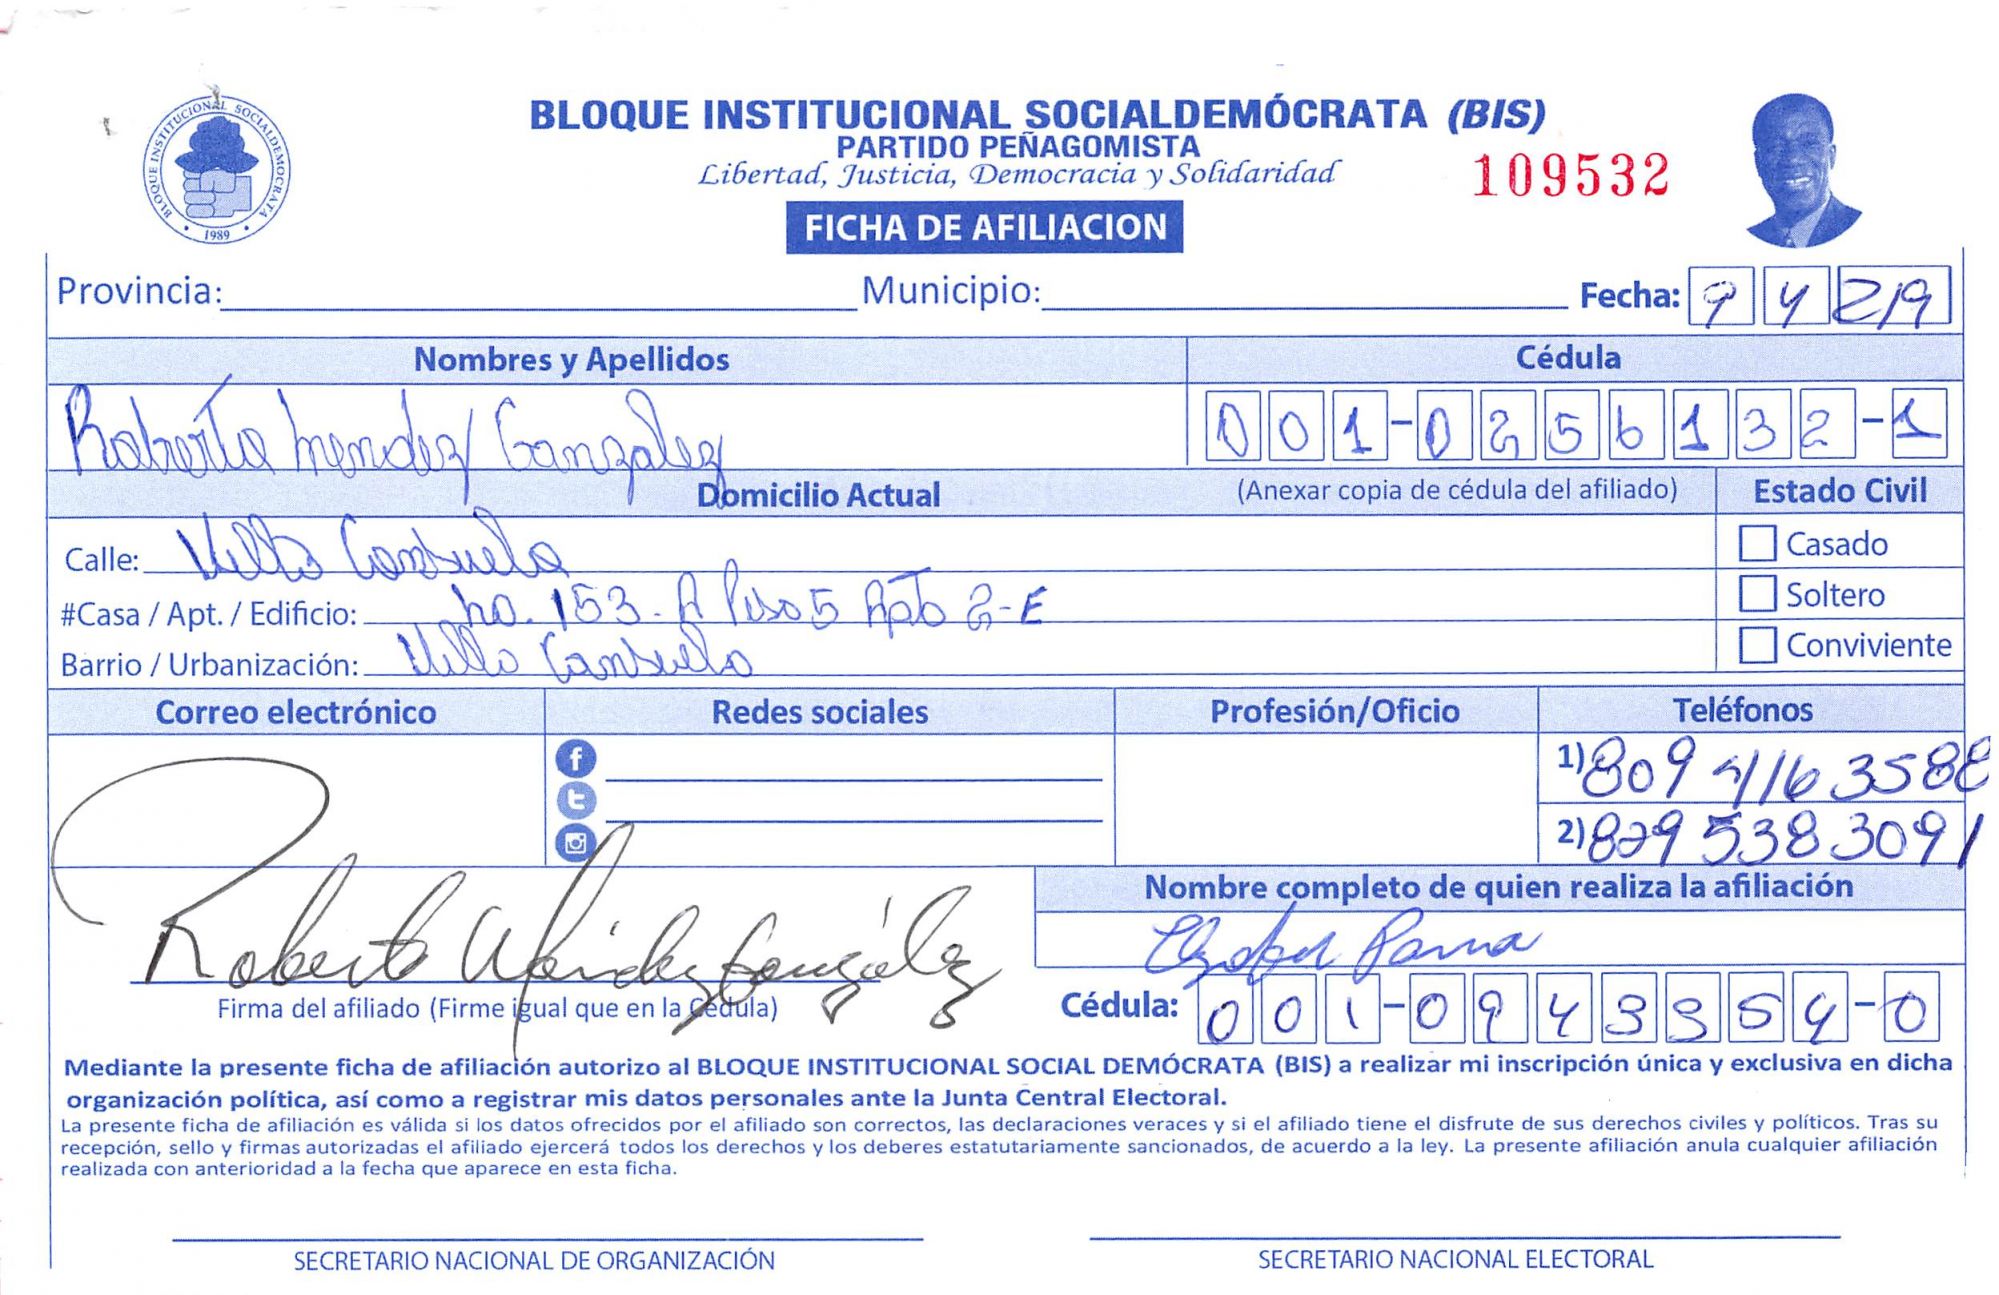 BLOQUE INSTITUCIONAL SOCIALDEMÓCRATA (BIS)
PARTIDO PEÑAGOMISTA
Libertad, Justicia, Democracia y Solidaridad
109532
FICHA DE AFILIACION
BLOQUE INSTITUCIONAL SOCIALDEMOCRATA
1989
Provincia: Municipio: Fecha: 9 4 219
Nombres y Apellidos Cédula
Roberto Mendez Gonzalez 001-0256132-1
Domicilio Actual (Anexar copia de cédula del afiliado) Estado Civil
Calle: Villa Consuelo Casado
#Casa / Apt. / Edificio: No. 153-A Piso 5 Apto 2-E Soltero
Barrio / Urbanización: Villa Consuelo Conviviente
Correo electrónico Redes sociales Profesión/Oficio Teléfonos
1) 809 416 3588
2) 829 538 3091
Nombre completo de quien realiza la afiliación
Roberto Méndez González
Firma del afiliado (Firme igual que en la Cédula) Cédula: 001-0943354-0
Mediante la presente ficha de afiliación autorizo al BLOQUE INSTITUCIONAL SOCIAL DEMÓCRATA (BIS) a realizar mi inscripción única y exclusiva en dicha
organización política, así como a registrar mis datos personales ante la Junta Central Electoral.
La presente ficha de afiliación es válida si los datos ofrecidos por el afiliado son correctos, las declaraciones veraces y si el afiliado tiene el disfrute de sus derechos civiles y políticos. Tras su
recepción, sello y firmas autorizadas el afiliado ejercerá todos los derechos y los deberes estatutariamente sancionados, de acuerdo a la ley. La presente afiliación anula cualquier afiliación
realizada con anterioridad a la fecha que aparece en esta ficha.
SECRETARIO NACIONAL DE ORGANIZACIÓN SECRETARIO NACIONAL ELECTORAL